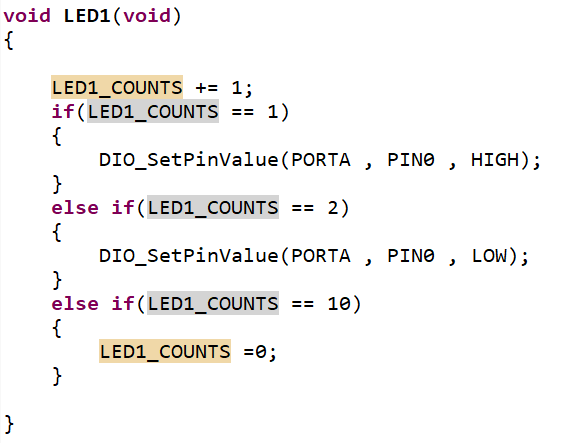 void LED1(void)
{
LED1_COUNTS += 1;
if(LED1_COUNTS == 1)
{
DIO_SetPinValue(PORTA , PIN0 , HIGH);
}
else if(LED1_COUNTS == 2)
{
DIO_SetPinValue(PORTA , PIN0 , LOW);
}
else if(LED1_COUNTS == 10)
{
LED1_COUNTS =0;
}
}